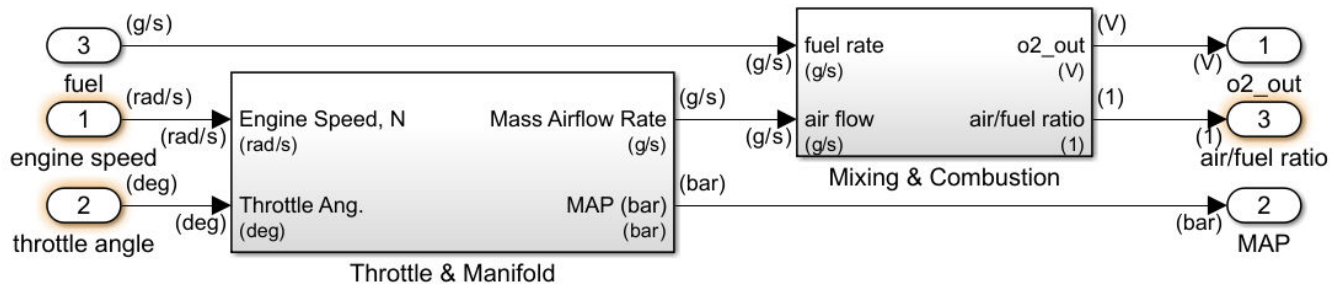 (g/s)
3
fuel
(g/s)
fuel rate
(g/s)
o2_out
(V)
(V)
(V)
1
o2_out
(rad/s)
1
engine speed
(rad/s)
Engine Speed, N
(rad/s)
Mass Airflow Rate
(g/s)
(g/s)
(g/s)
air flow
(g/s)
air/fuel ratio
(1)
(1)
(1)
3
air/fuel ratio
Mixing & Combustion
(deg)
2
throttle angle
(deg)
Throttle Ang.
(deg)
MAP (bar)
(bar)
(bar)
(bar)
2
MAP
Throttle & Manifold